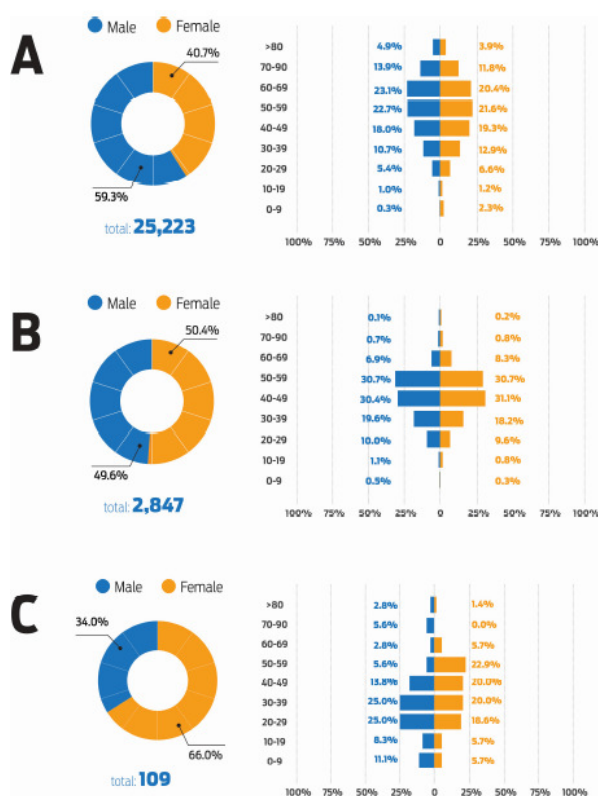 A
Male Female
40.7%
59.3%
total: 25,223
>80 4.9% 3.9%
70-90 13.9% 11.8%
60-69 23.1% 20.4%
50-59 22.7% 21.6%
40-49 18.0% 19.3%
30-39 10.7% 12.9%
20-29 5.4% 6.6%
10-19 1.0% 1.2%
0-9 0.3% 2.3%
100% 75% 50% 25% 0% 25% 50% 75% 100%
B
Male Female
50.4%
49.6%
total: 2,847
>80 0.1% 0.2%
70-90 0.7% 0.8%
60-69 6.9% 8.3%
50-59 30.7% 30.7%
40-49 30.4% 31.1%
30-39 19.6% 18.2%
20-29 10.0% 9.6%
10-19 1.1% 0.8%
0-9 0.5% 0.3%
100% 75% 50% 25% 0% 25% 50% 75% 100%
C
Male Female
34.0%
66.0%
total: 109
>80 2.8% 1.4%
70-90 5.6% 0.0%
60-69 2.8% 5.7%
50-59 5.6% 22.9%
40-49 13.8% 20.0%
30-39 25.0% 20.0%
20-29 25.0% 18.6%
10-19 8.3% 5.7%
0-9 11.1% 5.7%
100% 75% 50% 25% 0% 25% 50% 75% 100%